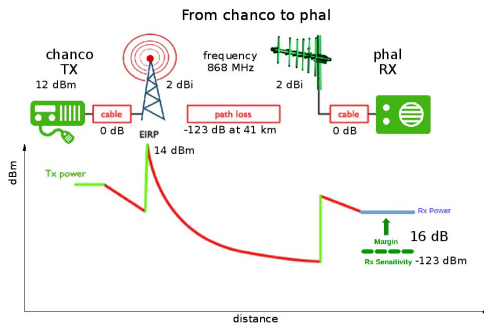 From chanco to phal
chanco
TX
frequency
868 MHz
phal
RX
12 dBm
2 dBi
2 dBi
cable
path loss
cable
0 dB
-123 dB at 41 km
0 dB
EIRP
14 dBm
dBm
Tx power
Rx Power
Margin
16 dB
Rx Sensitivity
-123 dBm
distance